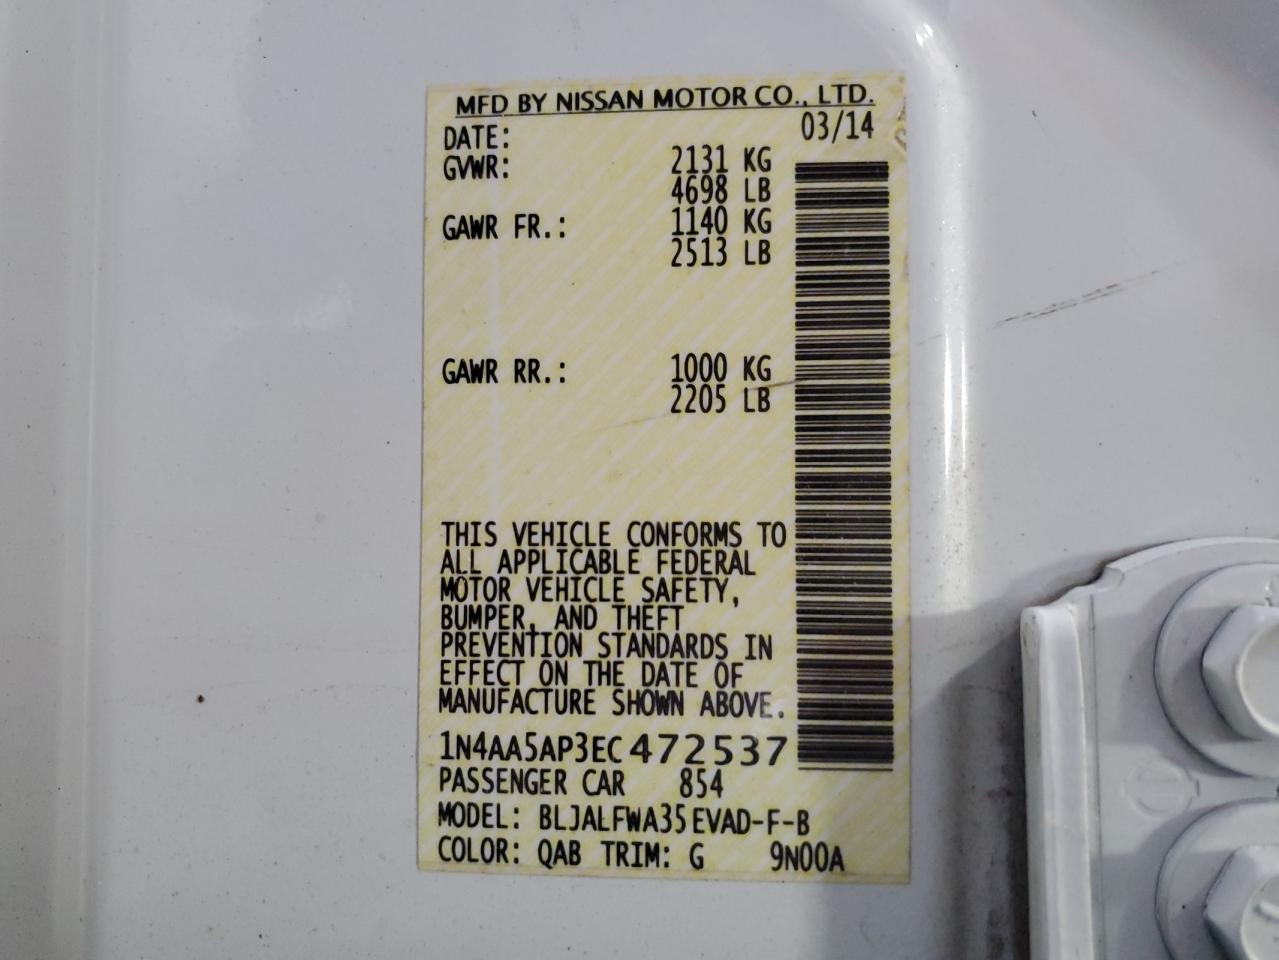 MFD BY NISSAN MOTOR CO., LTD.
DATE: 03/14
GVWR: 2131 KG
4698 LB
GAWR FR.: 1140 KG
2513 LB
GAWR RR.: 1000 KG
2205 LB
THIS VEHICLE CONFORMS TO
ALL APPLICABLE FEDERAL
MOTOR VEHICLE SAFETY,
BUMPER, AND THEFT
PREVENTION STANDARDS IN
EFFECT ON THE DATE OF
MANUFACTURE SHOWN ABOVE.
1N4AA5AP3EC472537
PASSENGER CAR 854
MODEL: BLJALFWA35EVAD-F-B
COLOR: QAB TRIM: G 9N00A